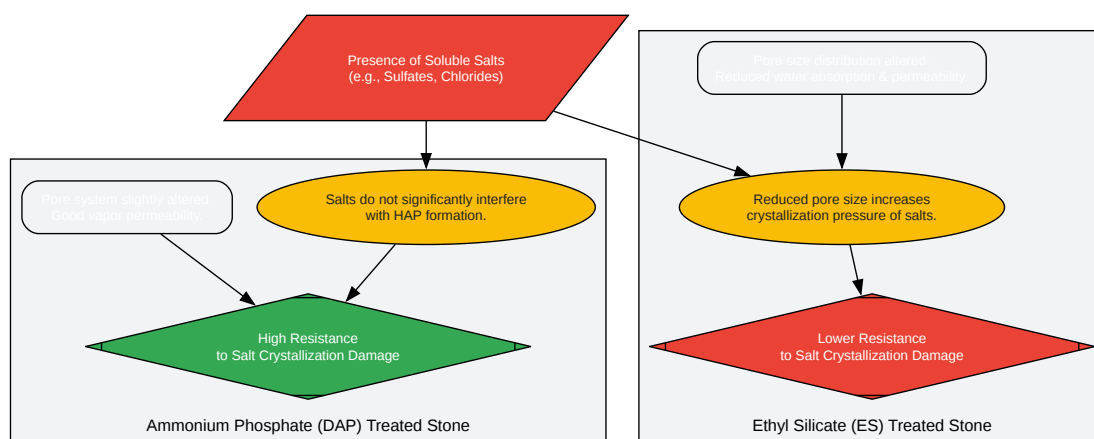 Presence of Soluble Salts
(e.g., Sulfates, Chlorides)
Pore size distribution altered.
Reduced water absorption & permeability.
Pore system slightly altered.
Good vapor permeability.
Salts do not significantly interfere
with HAP formation.
Reduced pore size increases
crystallization pressure of salts.
High Resistance
to Salt Crystallization Damage
Lower Resistance
to Salt Crystallization Damage
Ammonium Phosphate (DAP) Treated Stone
Ethyl Silicate (ES) Treated Stone